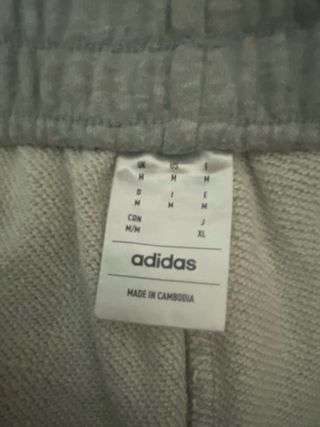 UK US F
M M M
D I E
M M M
CDN J
M/M XL
adidas
MADE IN CAMBODIA